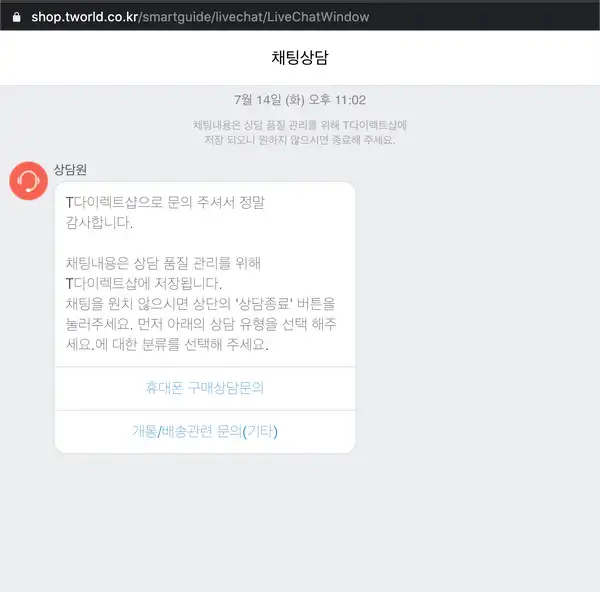 shop.tworld.co.kr/smartguide/livechat/LiveChatWindow
채팅상담
7월 14일 (화) 오후 11:02
채팅내용은 상담 품질 관리를 위해 T다이랙트샵에
저장 되오니 원하지 않으시면 종료해 주세요.
상담원
T다이렉트샵으로 문의 주셔서 정말
감사합니다.
채팅내용은 상담 품질 관리를 위해
T다이렉트샵에 저장됩니다.
채팅을 원치 않으시면 상단의 '상담종료' 버튼을
눌러주세요. 먼저 아래의 상담 유형을 선택 해주
세요.에 대한 분류를 선택해 주세요.
휴대폰 구매상담문의
개통/배송관련 문의(기타)